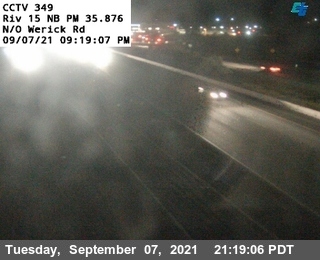 CCTV 349
Riv 15 NB PM 35.876
N/O Werick Rd
09/07/21 09:19:07 PM
Tuesday, September 07, 2021 21:19:06 PDT